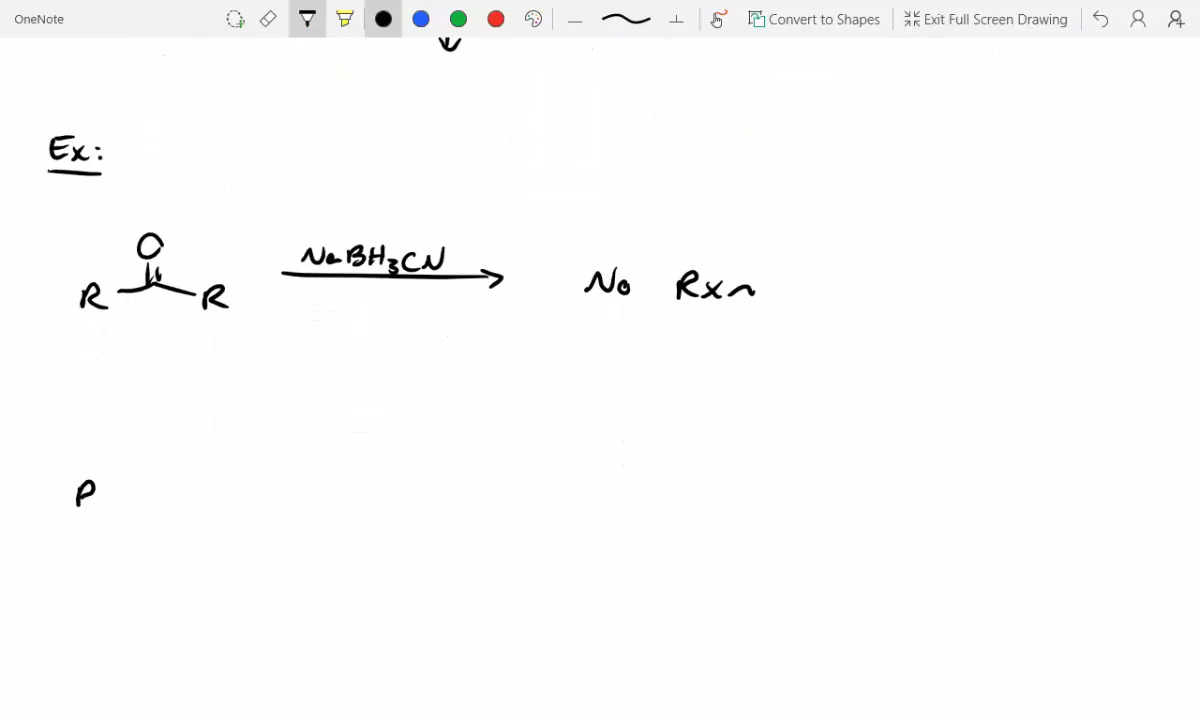 OneNote
Convert to Shapes
Exit Full Screen Drawing
Ex:
O
R R
NaBH3CN
No Rxn
P